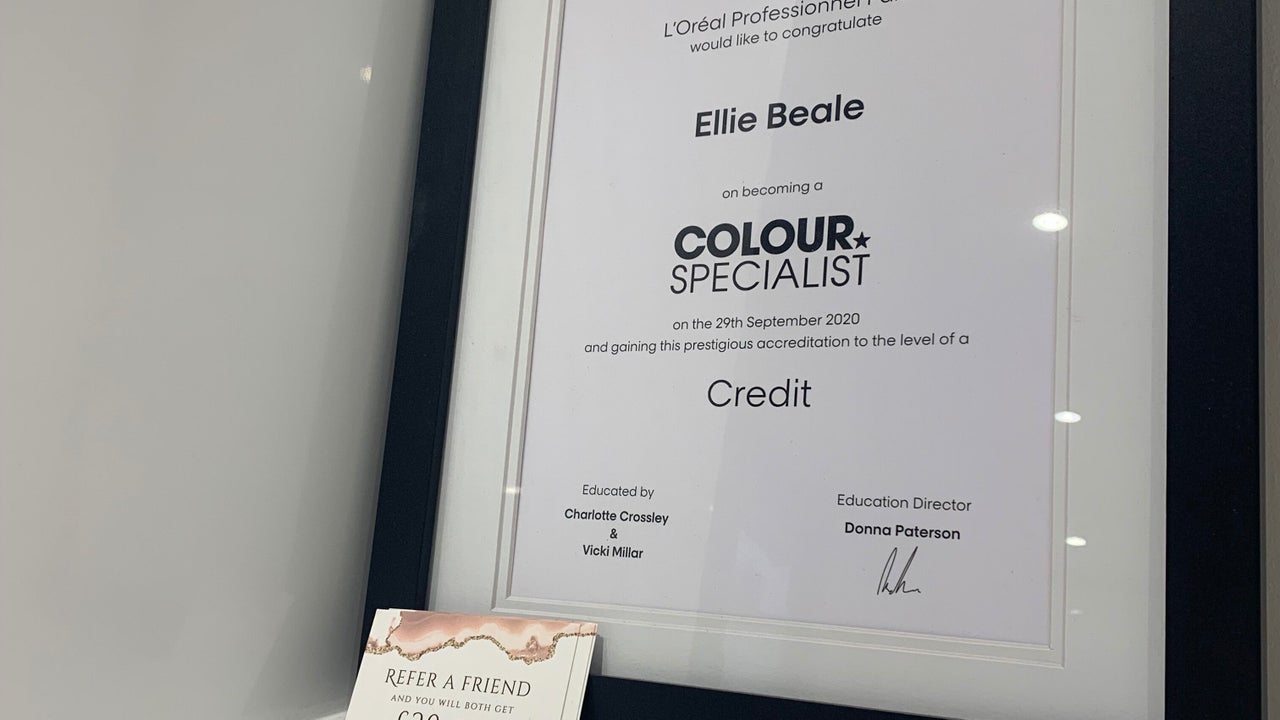 L'Oréal Professionnel
would like to congratulate
Ellie Beale
on becoming a
COLOUR★
SPECIALIST
on the 29th September 2020
and gaining this prestigious accreditation to the level of a
Credit
Educated by
Charlotte Crossley
&
Vicki Millar
Education Director
Donna Paterson
REFER A FRIEND
AND YOU WILL BOTH GET